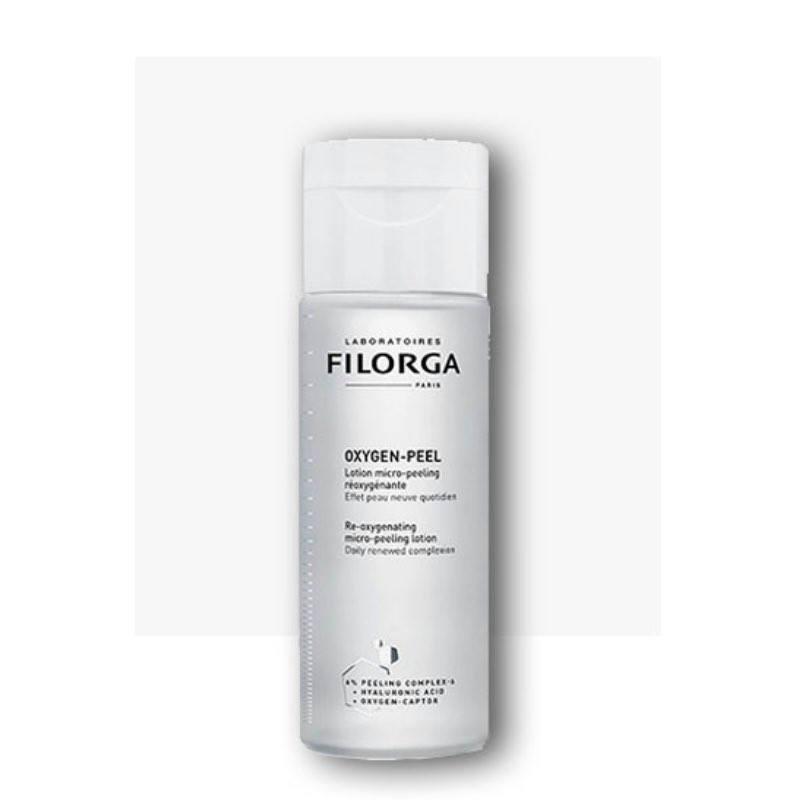 LABORATOIRES
FILORGA
PARIS
OXYGEN-PEEL
Lotion micro-peeling
réoxygénante
Effet peau neuve quotidien
Re-oxygenating
micro-peeling lotion
Daily renewed complexion
4% PEELING COMPLEX-4
+ HYALURONIC ACID
+ OXYGEN-CAPTOR